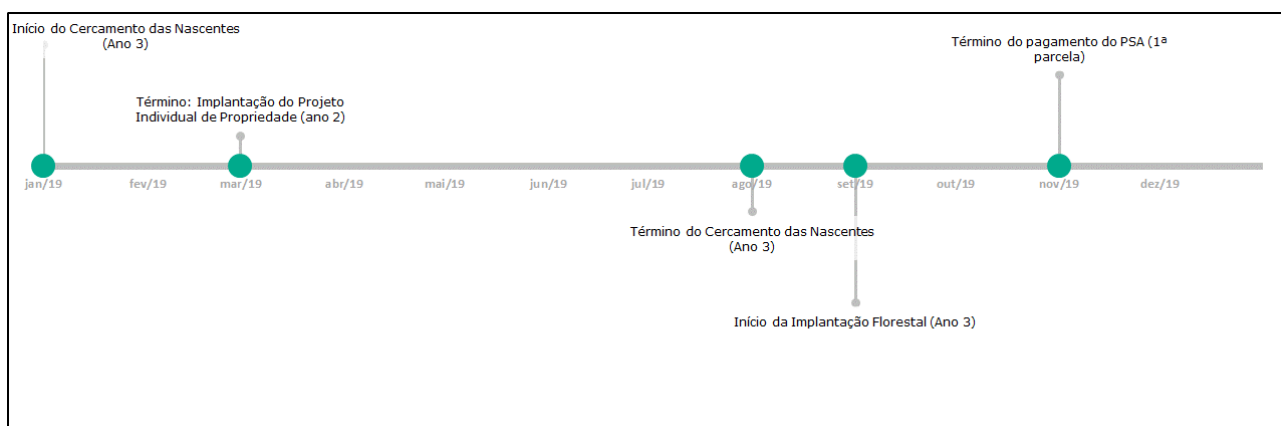 Início do Cercamento das Nascentes
(Ano 3)
Término do pagamento do PSA (1ª
parcela)
Término: Implantação do Projeto
Individual de Propriedade (ano 2)
jan/19 fev/19 mar/19 abr/19 mai/19 jun/19 jul/19 ago/19 set/19 out/19 nov/19 dez/19
Término do Cercamento das Nascentes
(Ano 3)
Início da Implantação Florestal (Ano 3)